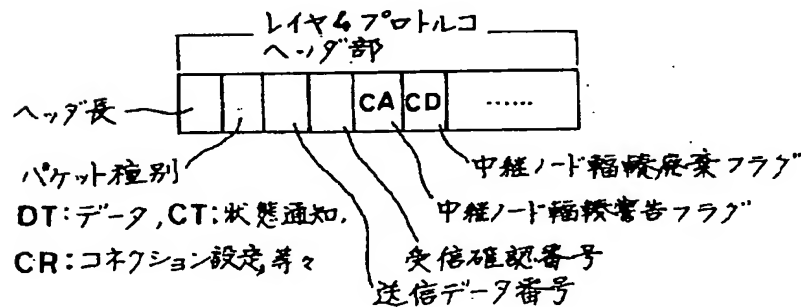 レイヤ4プロトルコ
ヘッダ部
CA CD ……
ヘッダ長
パケット種別
DT:データ,CT:状態通知.
CR:コネクション設定,等々
中継ノード輻輳廃棄フラグ
中継ノード輻輳警告フラグ
受信確認番号
送信データ番号